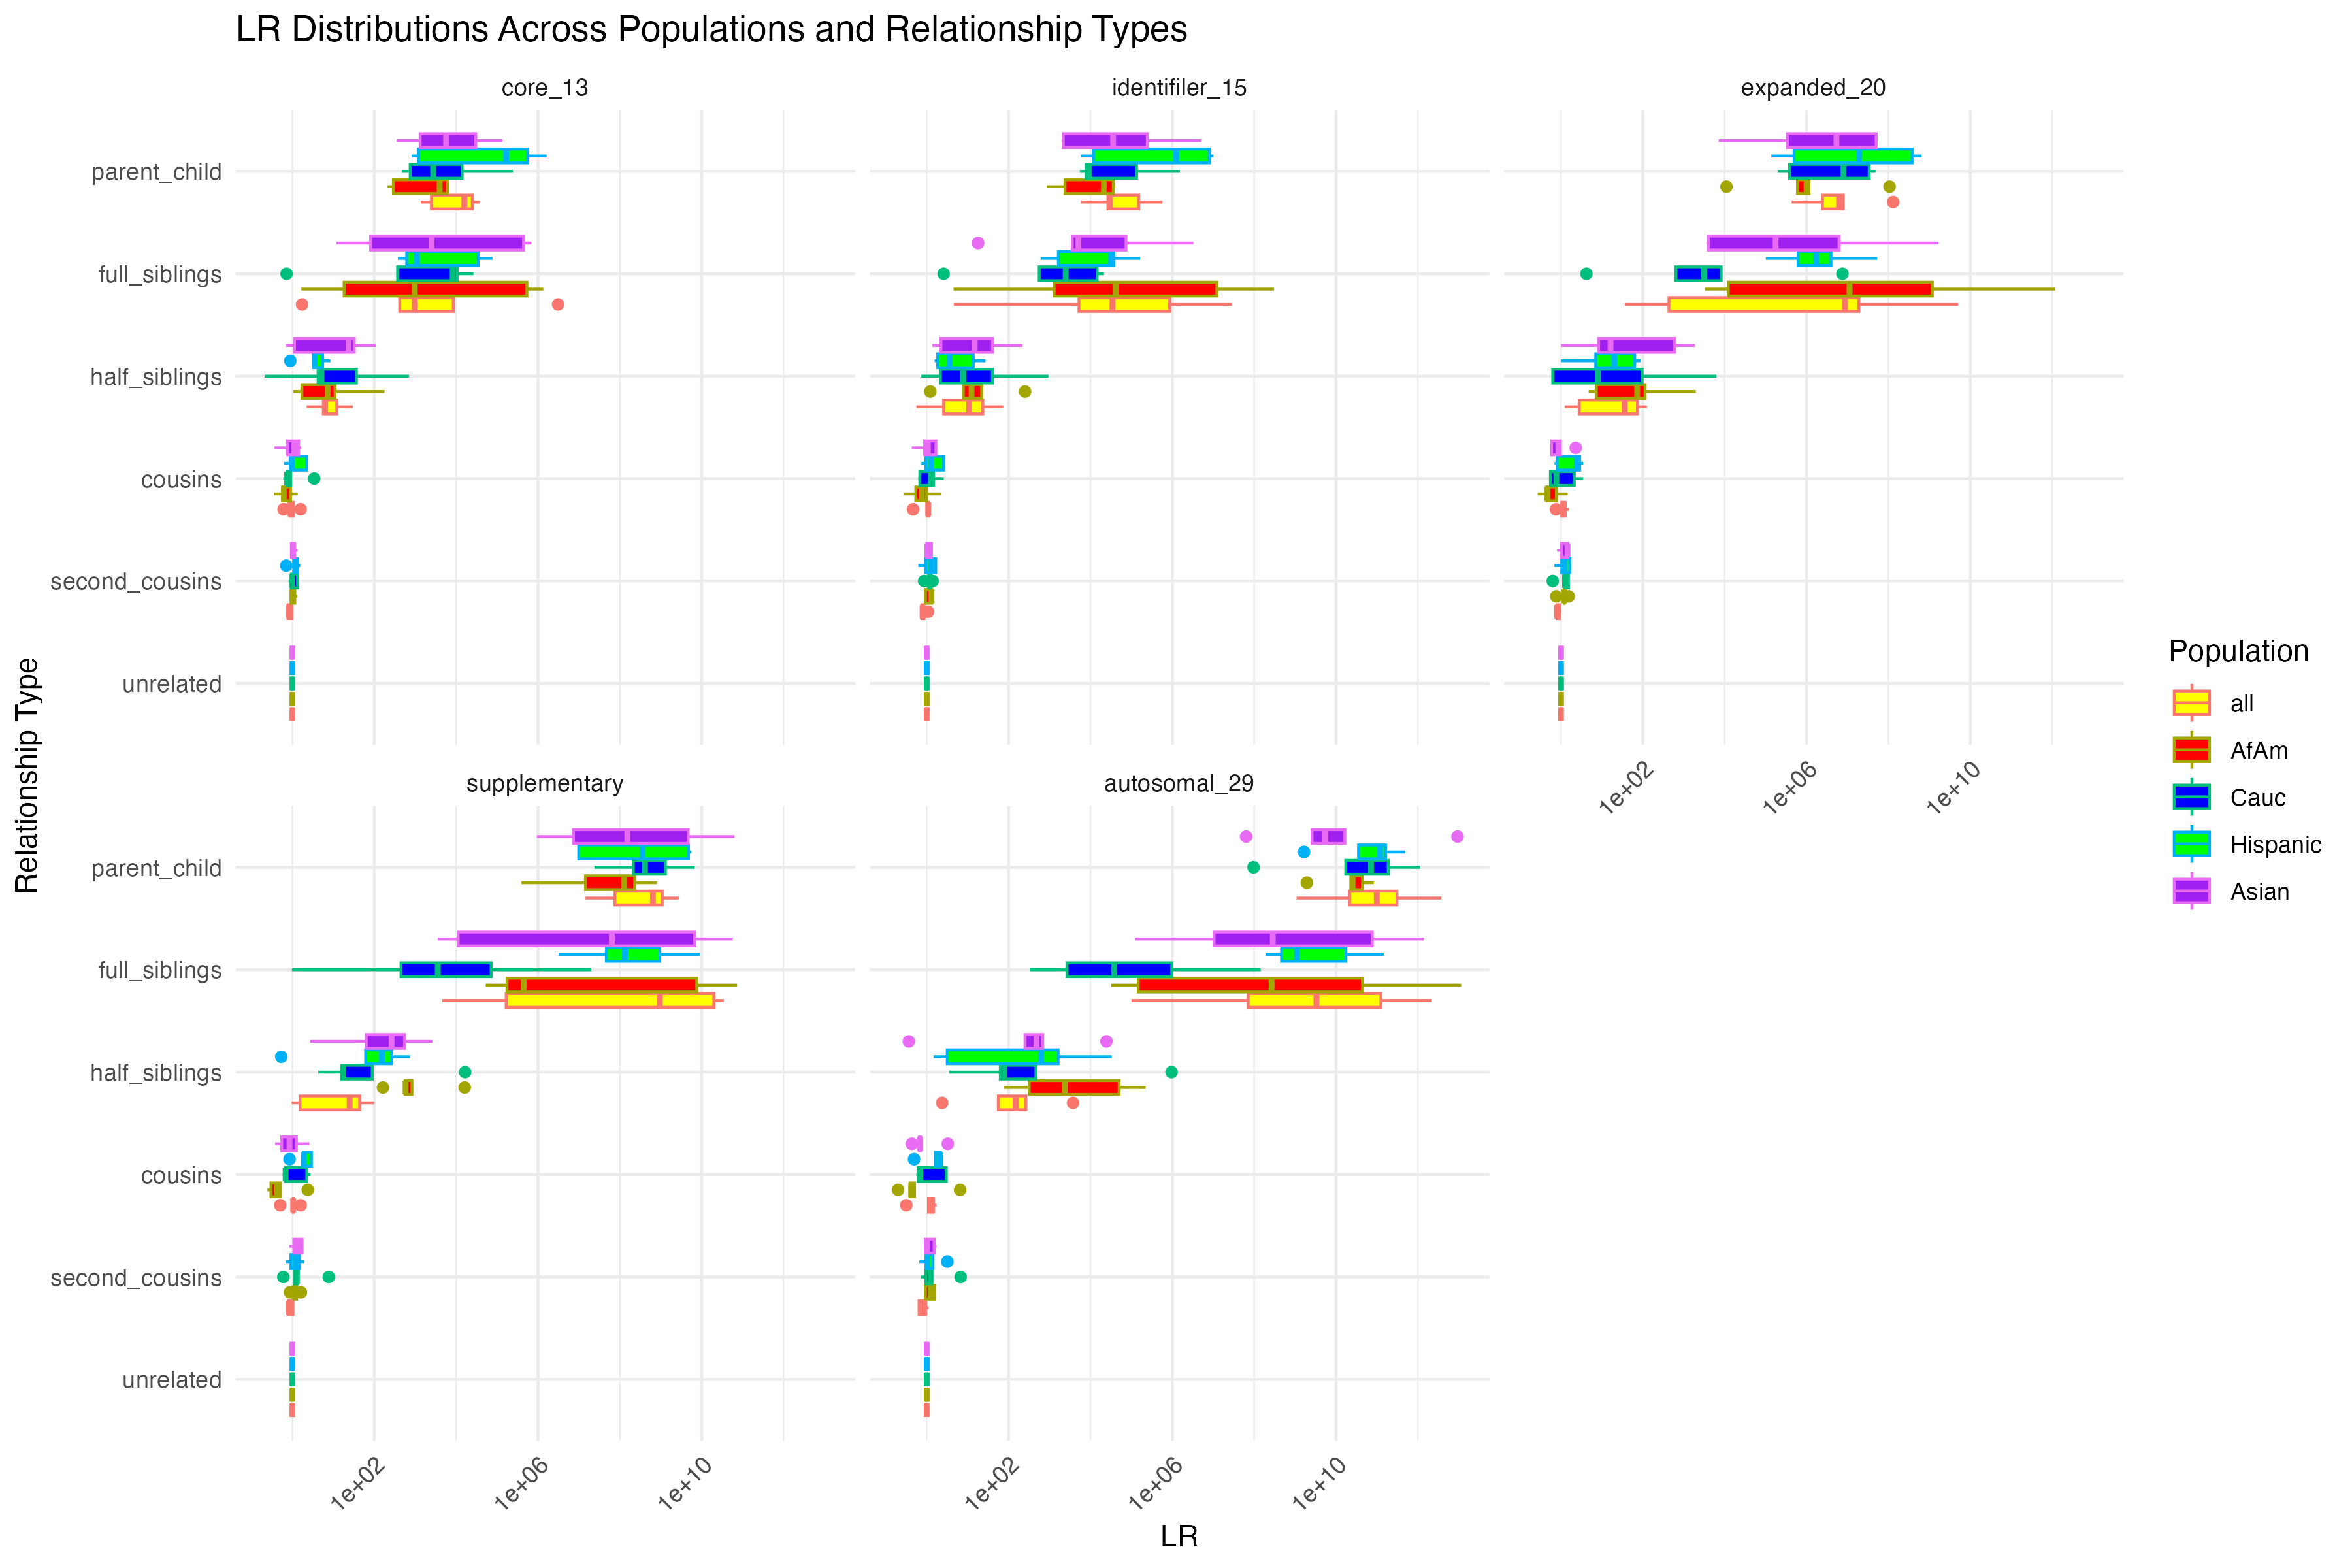 LR Distributions Across Populations and Relationship Types
core_13
identifiler_15
expanded_20
parent_child
full_siblings
half_siblings
cousins
second_cousins
unrelated
1e+02
1e+06
1e+10
supplementary
autosomal_29
parent_child
full_siblings
half_siblings
cousins
second_cousins
unrelated
1e+02
1e+06
1e+10
1e+02
1e+06
1e+10
LR
Relationship Type
Population
all
AfAm
Cauc
Hispanic
Asian